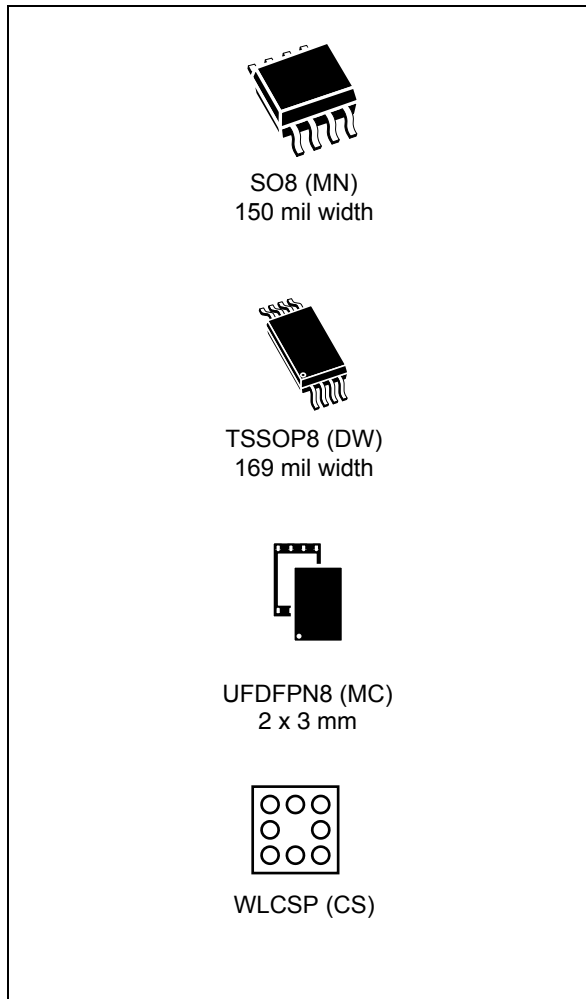 SO8 (MN)
150 mil width
TSSOP8 (DW)
169 mil width
UFDFPN8 (MC)
2 x 3 mm
WLCSP (CS)